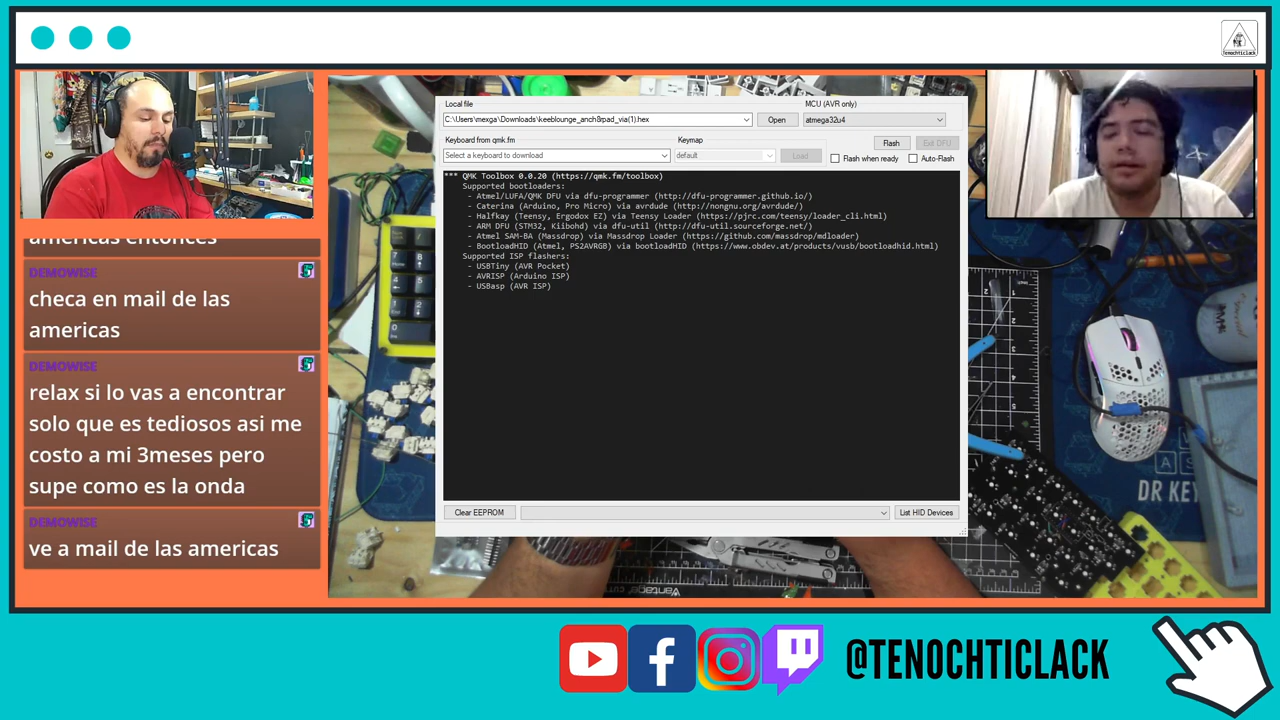 Tenochticlack
americas entonces
DEMOWISE
checa en mail de las
americas
DEMOWISE
relax si lo vas a encontrar
solo que es tediosos asi me
costo a mi 3meses pero
supe como es la onda
DEMOWISE
ve a mail de las americas
Local file
MCU (AVR only)
C:\Users\mexga\Downloads\keeblounge_anch8rpad_via(1).hex
Open
atmega32u4
Keyboard from qmk.fm
Keymap
Flash
Exit DFU
Select a keyboard to download
default
Load
Flash when ready
Auto-Flash
*** QMK Toolbox 0.0.20 (https://qmk.fm/toolbox)
Supported bootloaders:
- Atmel/LUFA/QMK DFU via dfu-programmer (http://dfu-programmer.github.io/)
- Caterina (Arduino, Pro Micro) via avrdude (http://nongnu.org/avrdude/)
- Halfkay (Teensy, Ergodox EZ) via Teensy Loader (https://pjrc.com/teensy/loader_cli.html)
- ARM DFU (STM32, Kiibohd) via dfu-util (http://dfu-util.sourceforge.net/)
- Atmel SAM-BA (Massdrop) via Massdrop Loader (https://github.com/massdrop/mdloader)
- BootloadHID (Atmel, PS2AVRGB) via bootloadHID (https://www.obdev.at/products/vusb/bootloadhid.html)
Supported ISP flashers:
- USBTiny (AVR Pocket)
- AVRISP (Arduino ISP)
- USBasp (AVR ISP)
Clear EEPROM
List HID Devices
7
8
4
5
1
2
0
A S
DR KEY
Vantage
@TENOCHTICLACK